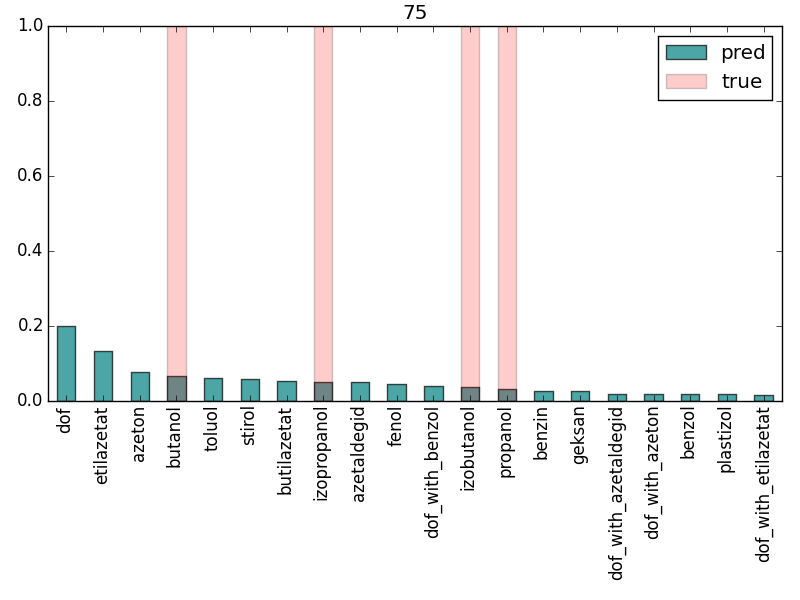 75
1.0
0.8
0.6
0.4
0.2
0.0
pred
true
dof
etilazetat
azeton
butanol
toluol
stirol
butilazetat
izopropanol
azetaldegid
fenol
dof_with_benzol
izobutanol
propanol
benzin
geksan
dof_with_azetaldegid
dof_with_azeton
benzol
plastizol
dof_with_etilazetat